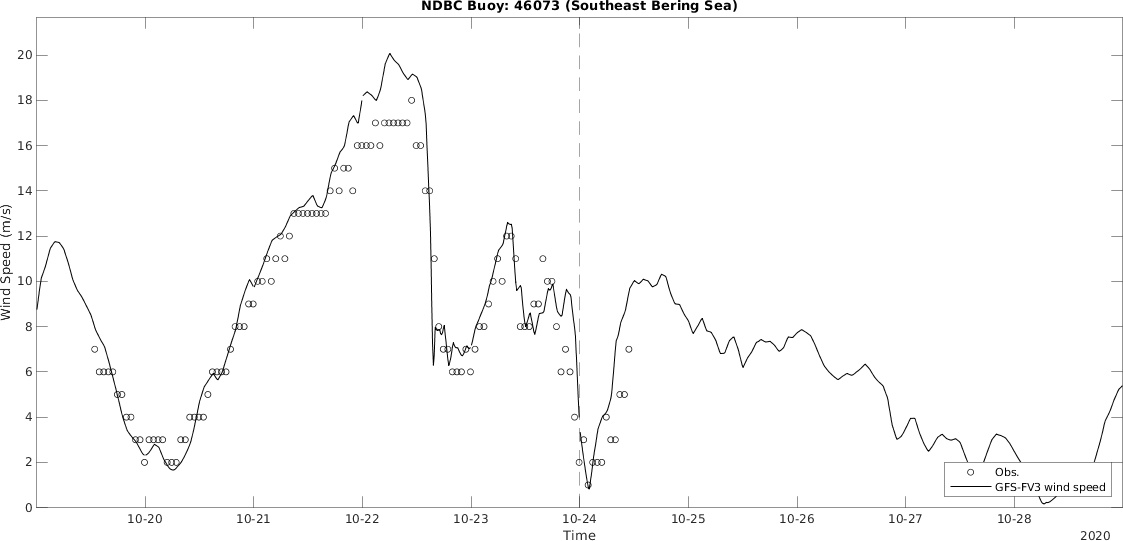 NDBC Buoy: 46073 (Southeast Bering Sea)
20
18
16
14
12
10
8
6
4
2
0
Wind Speed (m/s)
10-20 10-21 10-22 10-23 10-24 10-25 10-26 10-27 10-28
Time
2020
Obs.
GFS-FV3 wind speed